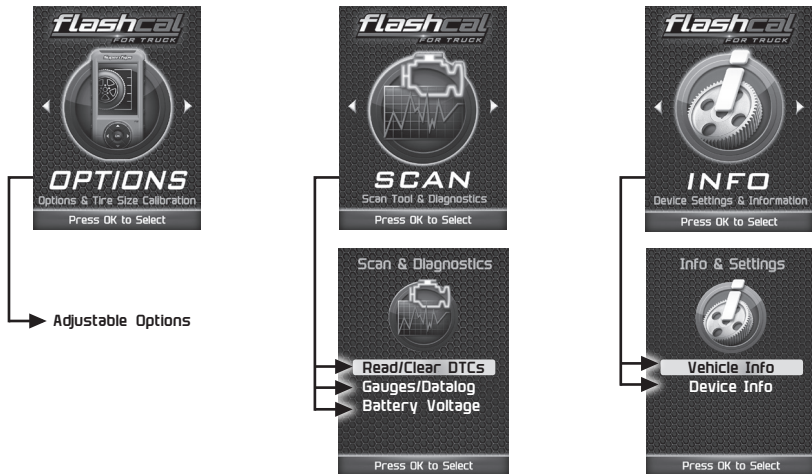 flashcal
FOR TRUCK
OPTIONS
Options & Tire Size Calibration
Press OK to Select
Adjustable Options
flashcal
FOR TRUCK
SCAN
Scan Tool & Diagnostics
Press OK to Select
Scan & Diagnostics
Read/Clear DTCs
Gauges/Datalog
Battery Voltage
Press OK to Select
flashcal
FOR TRUCK
INFO
Device Settings & Information
Press OK to Select
Info & Settings
Vehicle Info
Device Info
Press OK to Select